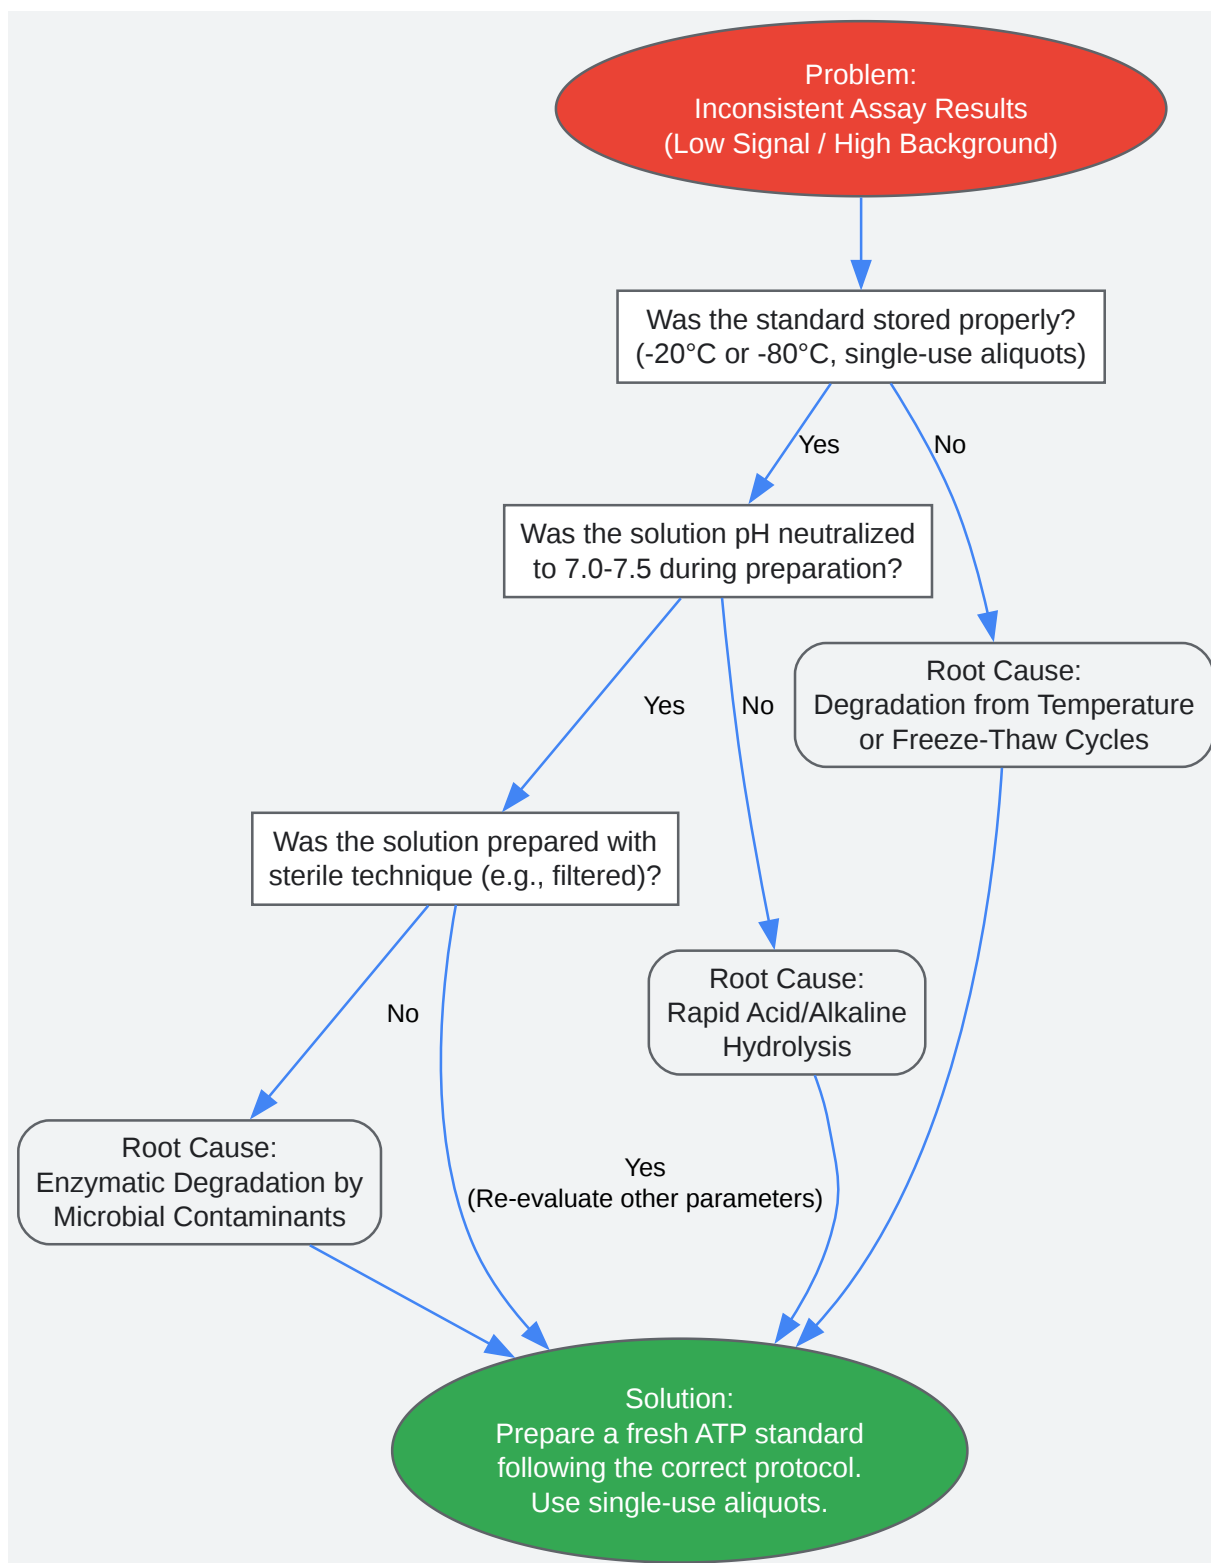 Problem:
Inconsistent Assay Results
(Low Signal / High Background)
Was the standard stored properly?
(-20°C or -80°C, single-use aliquots)
Yes
No
Was the solution pH neutralized
to 7.0-7.5 during preparation?
Root Cause:
Degradation from Temperature
or Freeze-Thaw Cycles
Yes
No
Was the solution prepared with
sterile technique (e.g., filtered)?
Root Cause:
Rapid Acid/Alkaline
Hydrolysis
No
Root Cause:
Enzymatic Degradation by
Microbial Contaminants
Yes
(Re-evaluate other parameters)
Solution:
Prepare a fresh ATP standard
following the correct protocol.
Use single-use aliquots.